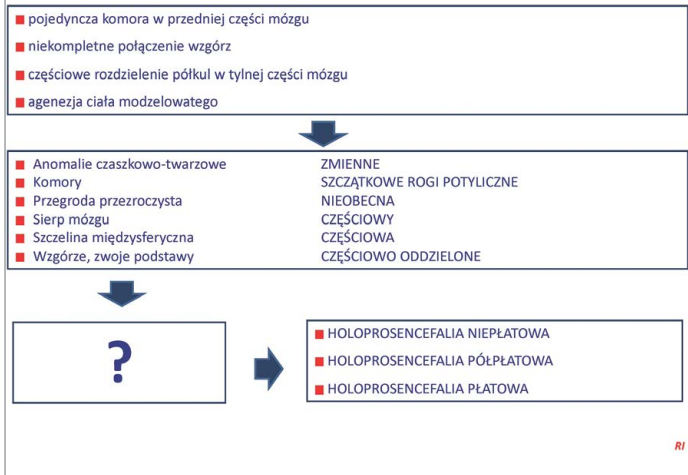 pojedyncza komora w przedniej części mózgu
niekompletne połączenie wzgórz
częściowe rozdzielenie półkul w tylnej części mózgu
agenezja ciała modzelowatego
Anomalie czaszkowo-twarzowe ZMIENNE
Komory SZCZĄTKOWE ROGI POTYLICZNE
Przegroda przezroczysta NIEOBECNA
Sierp mózgu CZĘŚCIOWY
Szczelina międzysferyczna CZĘŚCIOWA
Wzgórze, zwoje podstawy CZĘŚCIOWO ODDZIELONE
?
HOLOPROSENCEFALIA NIEPŁATOWA
HOLOPROSENCEFALIA PÓŁPŁATOWA
HOLOPROSENCEFALIA PŁATOWA
RI